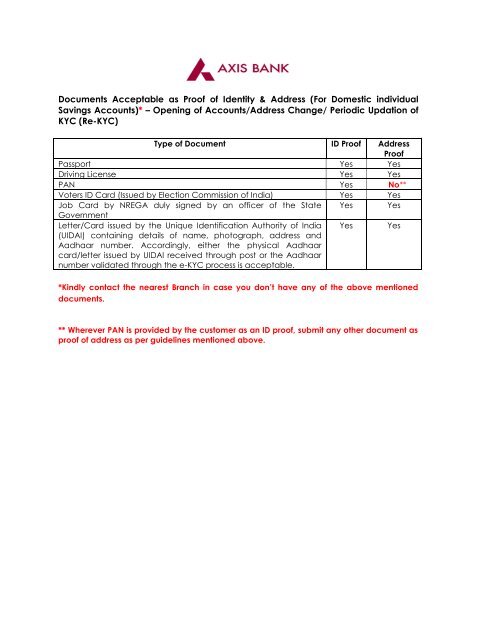 AXIS BANK
Documents Acceptable as Proof of Identity & Address (For Domestic individual
Savings Accounts)* – Opening of Accounts/Address Change/ Periodic Updation of
KYC (Re-KYC)
Type of Document ID Proof Address
Proof
Passport Yes Yes
Driving License Yes Yes
PAN Yes No**
Voters ID Card (Issued by Election Commission of India) Yes Yes
Job Card by NREGA duly signed by an officer of the State Yes Yes
Government
Letter/Card issued by the Unique Identification Authority of India Yes Yes
(UIDAI) containing details of name, photograph, address and
Aadhaar number. Accordingly, either the physical Aadhaar
card/letter issued by UIDAI received through post or the Aadhaar
number validated through the e-KYC process is acceptable.
*Kindly contact the nearest Branch in case you don't have any of the above mentioned
documents.
** Wherever PAN is provided by the customer as an ID proof, submit any other document as
proof of address as per guidelines mentioned above.